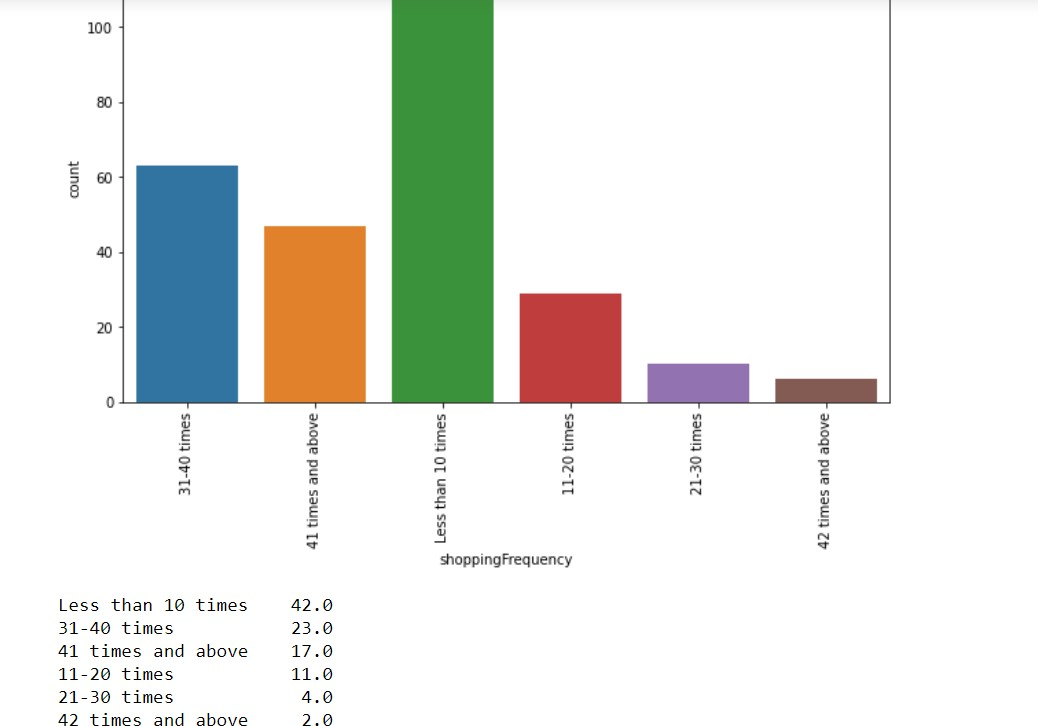 100
80
60
40
20
0
count
31-40 times
41 times and above
Less than 10 times
11-20 times
21-30 times
42 times and above
shoppingFrequency
Less than 10 times    42.0
31-40 times           23.0
41 times and above    17.0
11-20 times           11.0
21-30 times            4.0
42 times and above     2.0